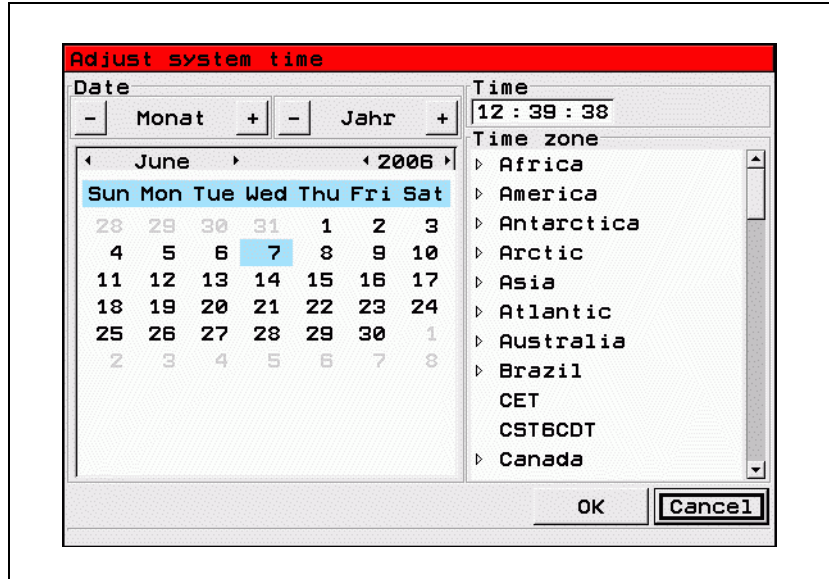 Adjust system time
Date
- Monat + - Jahr +
June 2006
Sun Mon Tue Wed Thu Fri Sat
28 29 30 31 1 2 3
4 5 6 7 8 9 10
11 12 13 14 15 16 17
18 19 20 21 22 23 24
25 26 27 28 29 30 1
2 3 4 5 6 7 8
Time
12 : 39 : 38
Time zone
Africa
America
Antarctica
Arctic
Asia
Atlantic
Australia
Brazil
CET
CST6CDT
Canada
OK Cancel